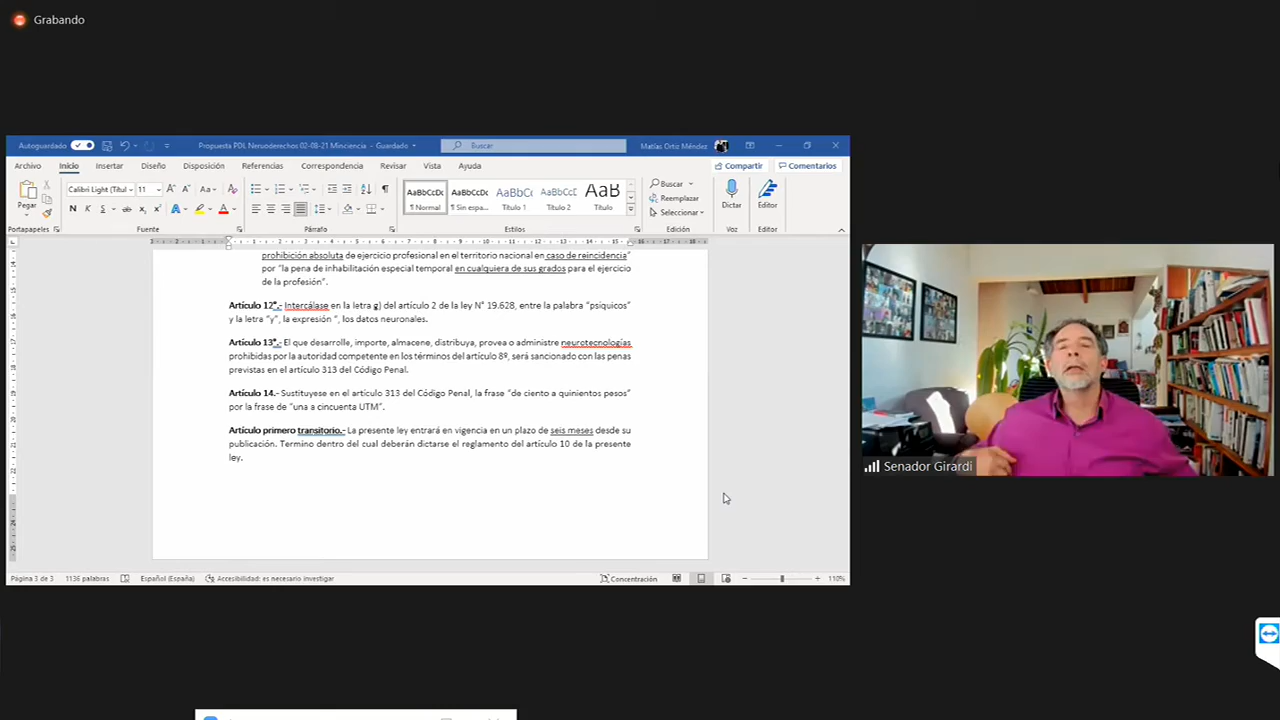 Grabando
Autoguardado
Propuesta PDL Neruoderechos 02-08-21 Minciencia - Guardado
Buscar
Matías Ortiz Méndez
Archivo Inicio Insertar Diseño Disposición Referencias Correspondencia Revisar Vista Ayuda
Compartir Comentarios
Pegar
Calibri Light (Títul 11
N K S ab
AaBbCcDc AaBbCcDc AaBbCc AaBbCcD AaB
¶ Normal ¶ Sin espa... Título 1 Título 2 Título
Buscar
Reemplazar
Seleccionar
Dictar
Editor
Portapapeles Fuente Párrafo Estilos Edición Voz Editor
prohibición absoluta de ejercicio profesional en el territorio nacional en caso de reincidencia"
por "la pena de inhabilitación especial temporal en cualquiera de sus grados para el ejercicio
de la profesión".
Artículo 12°.- Intercálase en la letra g) del artículo 2 de la ley N° 19.628, entre la palabra "psíquicos"
y la letra "y", la expresión ", los datos neuronales.
Artículo 13°.- El que desarrolle, importe, almacene, distribuya, provea o administre neurotecnologías
prohibidas por la autoridad competente en los términos del artículo 8º, será sancionado con las penas
previstas en el artículo 313 del Código Penal.
Artículo 14.- Sustituyese en el artículo 313 del Código Penal, la frase "de ciento a quinientos pesos"
por la frase de "una a cincuenta UTM".
Artículo primero transitorio.- La presente ley entrará en vigencia en un plazo de seis meses desde su
publicación. Termino dentro del cual deberán dictarse el reglamento del artículo 10 de la presente
ley.
Senador Girardi
Página 3 de 3 1136 palabras Español (España) Accesibilidad: es necesario investigar
Concentración
110%